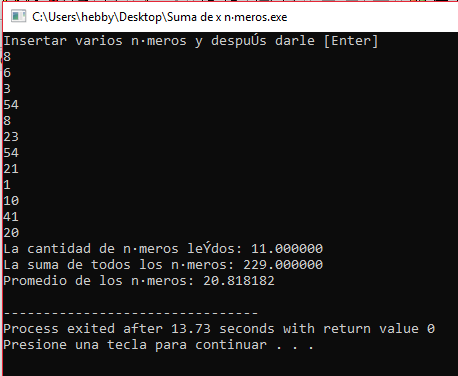 C:\Users\hebby\Desktop\Suma de x n·meros.exe
Insertar varios n·meros y despuÚs darle [Enter]
8
6
3
54
8
23
54
21
1
10
41
20
La cantidad de n·meros leÝdos: 11.000000
La suma de todos los n·meros: 229.000000
Promedio de los n·meros: 20.818182
--------------------------------
Process exited after 13.73 seconds with return value 0
Presione una tecla para continuar . . .